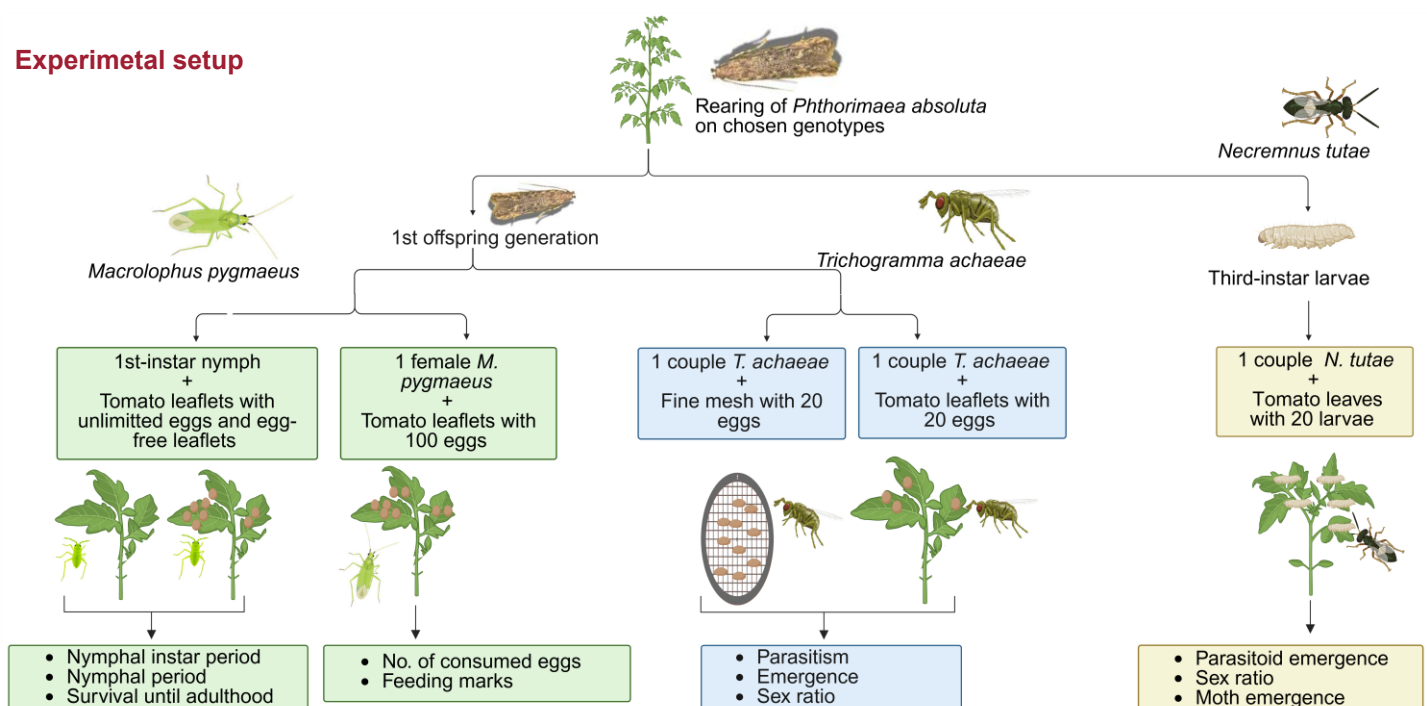 Experimetal setup
Rearing of Phthorimaea absoluta
on chosen genotypes
Necremnus tutae
1st offspring generation
Macrolophus pygmaeus
Trichogramma achaeae
Third-instar larvae
1st-instar nymph
+
Tomato leaflets with
unlimitted eggs and egg-
free leaflets
1 female M.
pygmaeus
+
Tomato leaflets with
100 eggs
1 couple T. achaeae
+
Fine mesh with 20
eggs
1 couple T. achaeae
+
Tomato leaflets with
20 eggs
1 couple N. tutae
+
Tomato leaves
with 20 larvae
• Nymphal instar period
• Nymphal period
• Survival until adulthood
• No. of consumed eggs
• Feeding marks
• Parasitism
• Emergence
• Sex ratio
• Parasitoid emergence
• Sex ratio
• Moth emergence